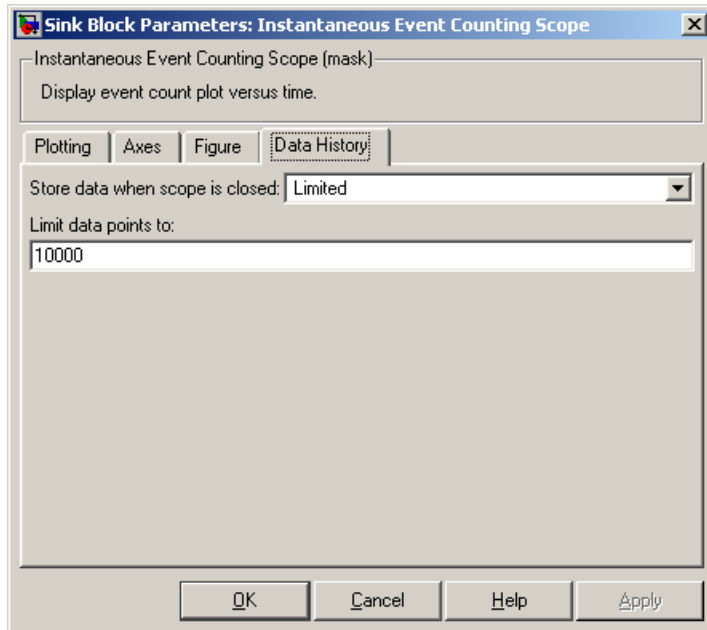 Sink Block Parameters: Instantaneous Event Counting Scope
Instantaneous Event Counting Scope (mask)
Display event count plot versus time.
Plotting Axes Figure Data History
Store data when scope is closed: Limited
Limit data points to:
10000
OK Cancel Help Apply